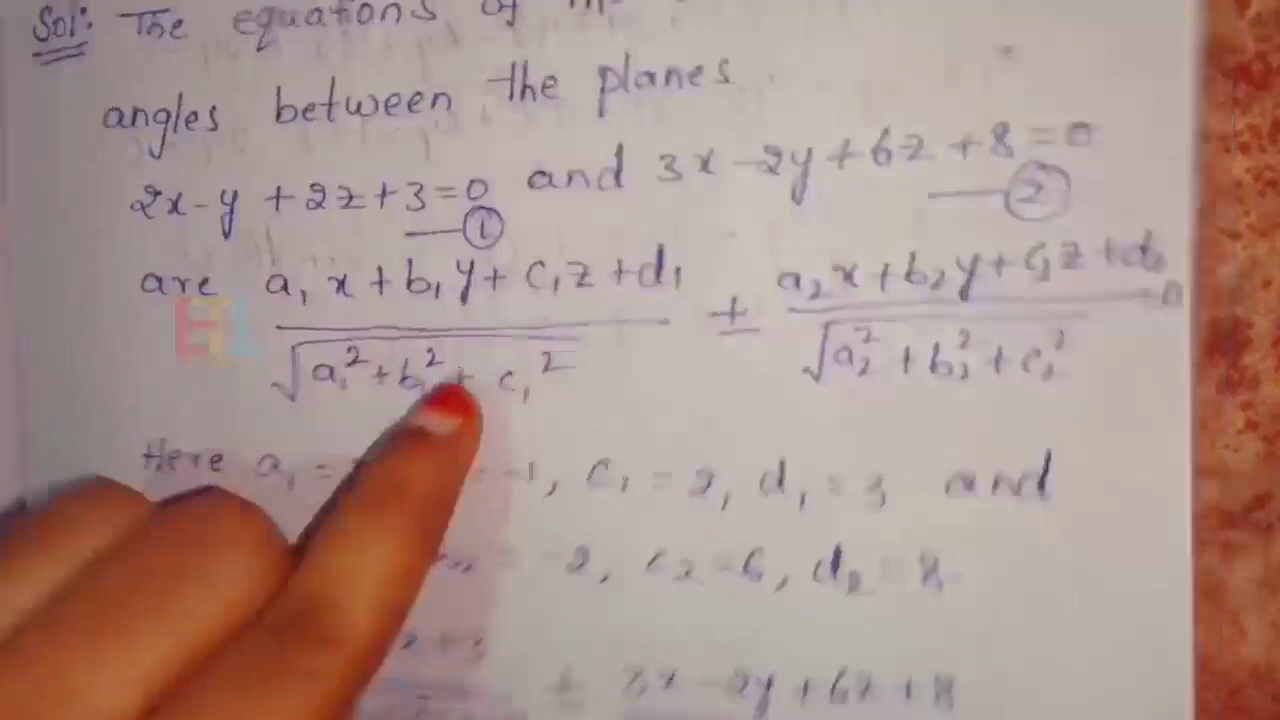 Sol: The equations of
angles between the planes
2x-y+2z+3=0 and 3x-2y+6z+8=0
—① —②
are a₁x+b₁y+c₁z+d₁ ± a₂x+b₂y+c₂z+d₂
√a₁²+b₁²+c₁² √a₂²+b₂²+c₂²
Here a₁ = -1, c₁=2, d₁=3 and
=-2, c₂=6, d₂=8
+3
± 3x-2y+6z+8